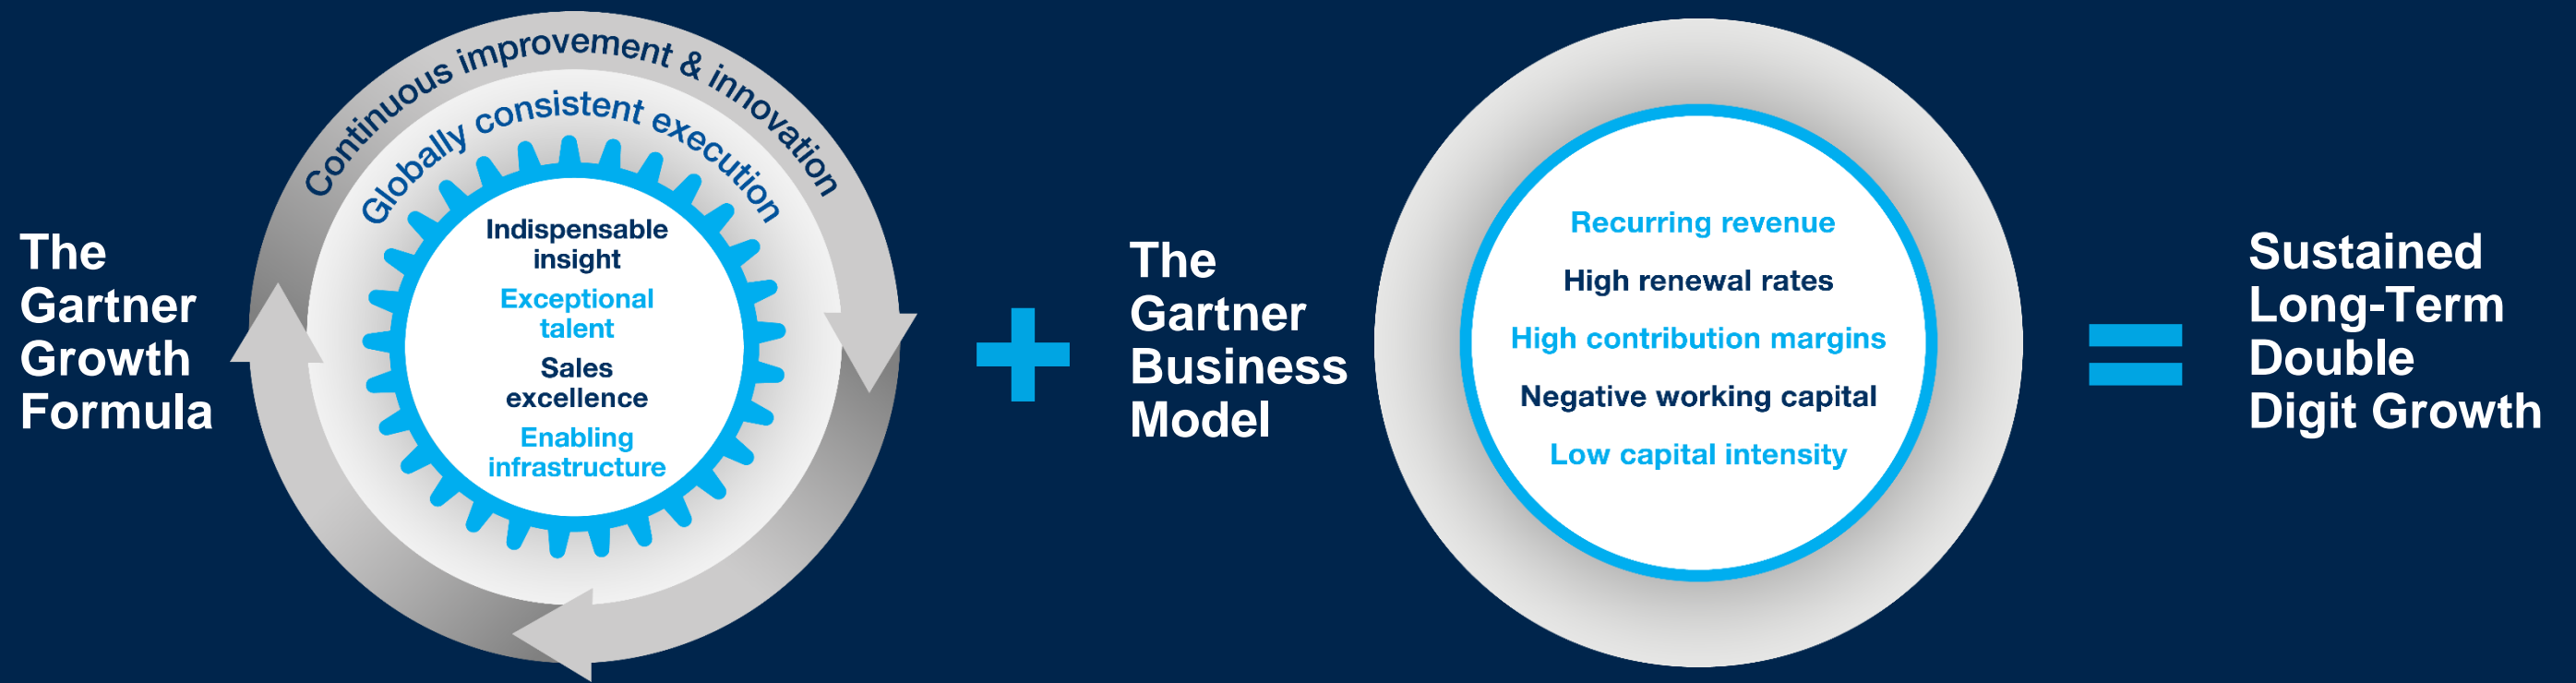 The
Gartner
Growth
Formula
Continuous improvement & innovation
Globally consistent execution
Indispensable
insight
Exceptional
talent
Sales
excellence
Enabling
infrastructure
+
The
Gartner
Business
Model
Recurring revenue
High renewal rates
High contribution margins
Negative working capital
Low capital intensity
=
Sustained
Long-Term
Double
Digit Growth